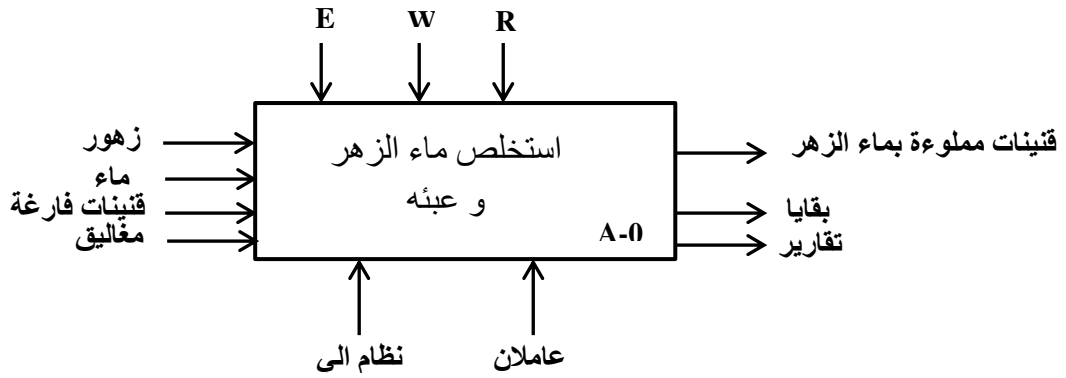 E W R
استخلص ماء الزهر
و عبئه
A-0
زهور
ماء
قنينات فارغة
مغاليق
قنينات مملوءة بماء الزهر
بقايا
تقارير
نظام الى
عاملان